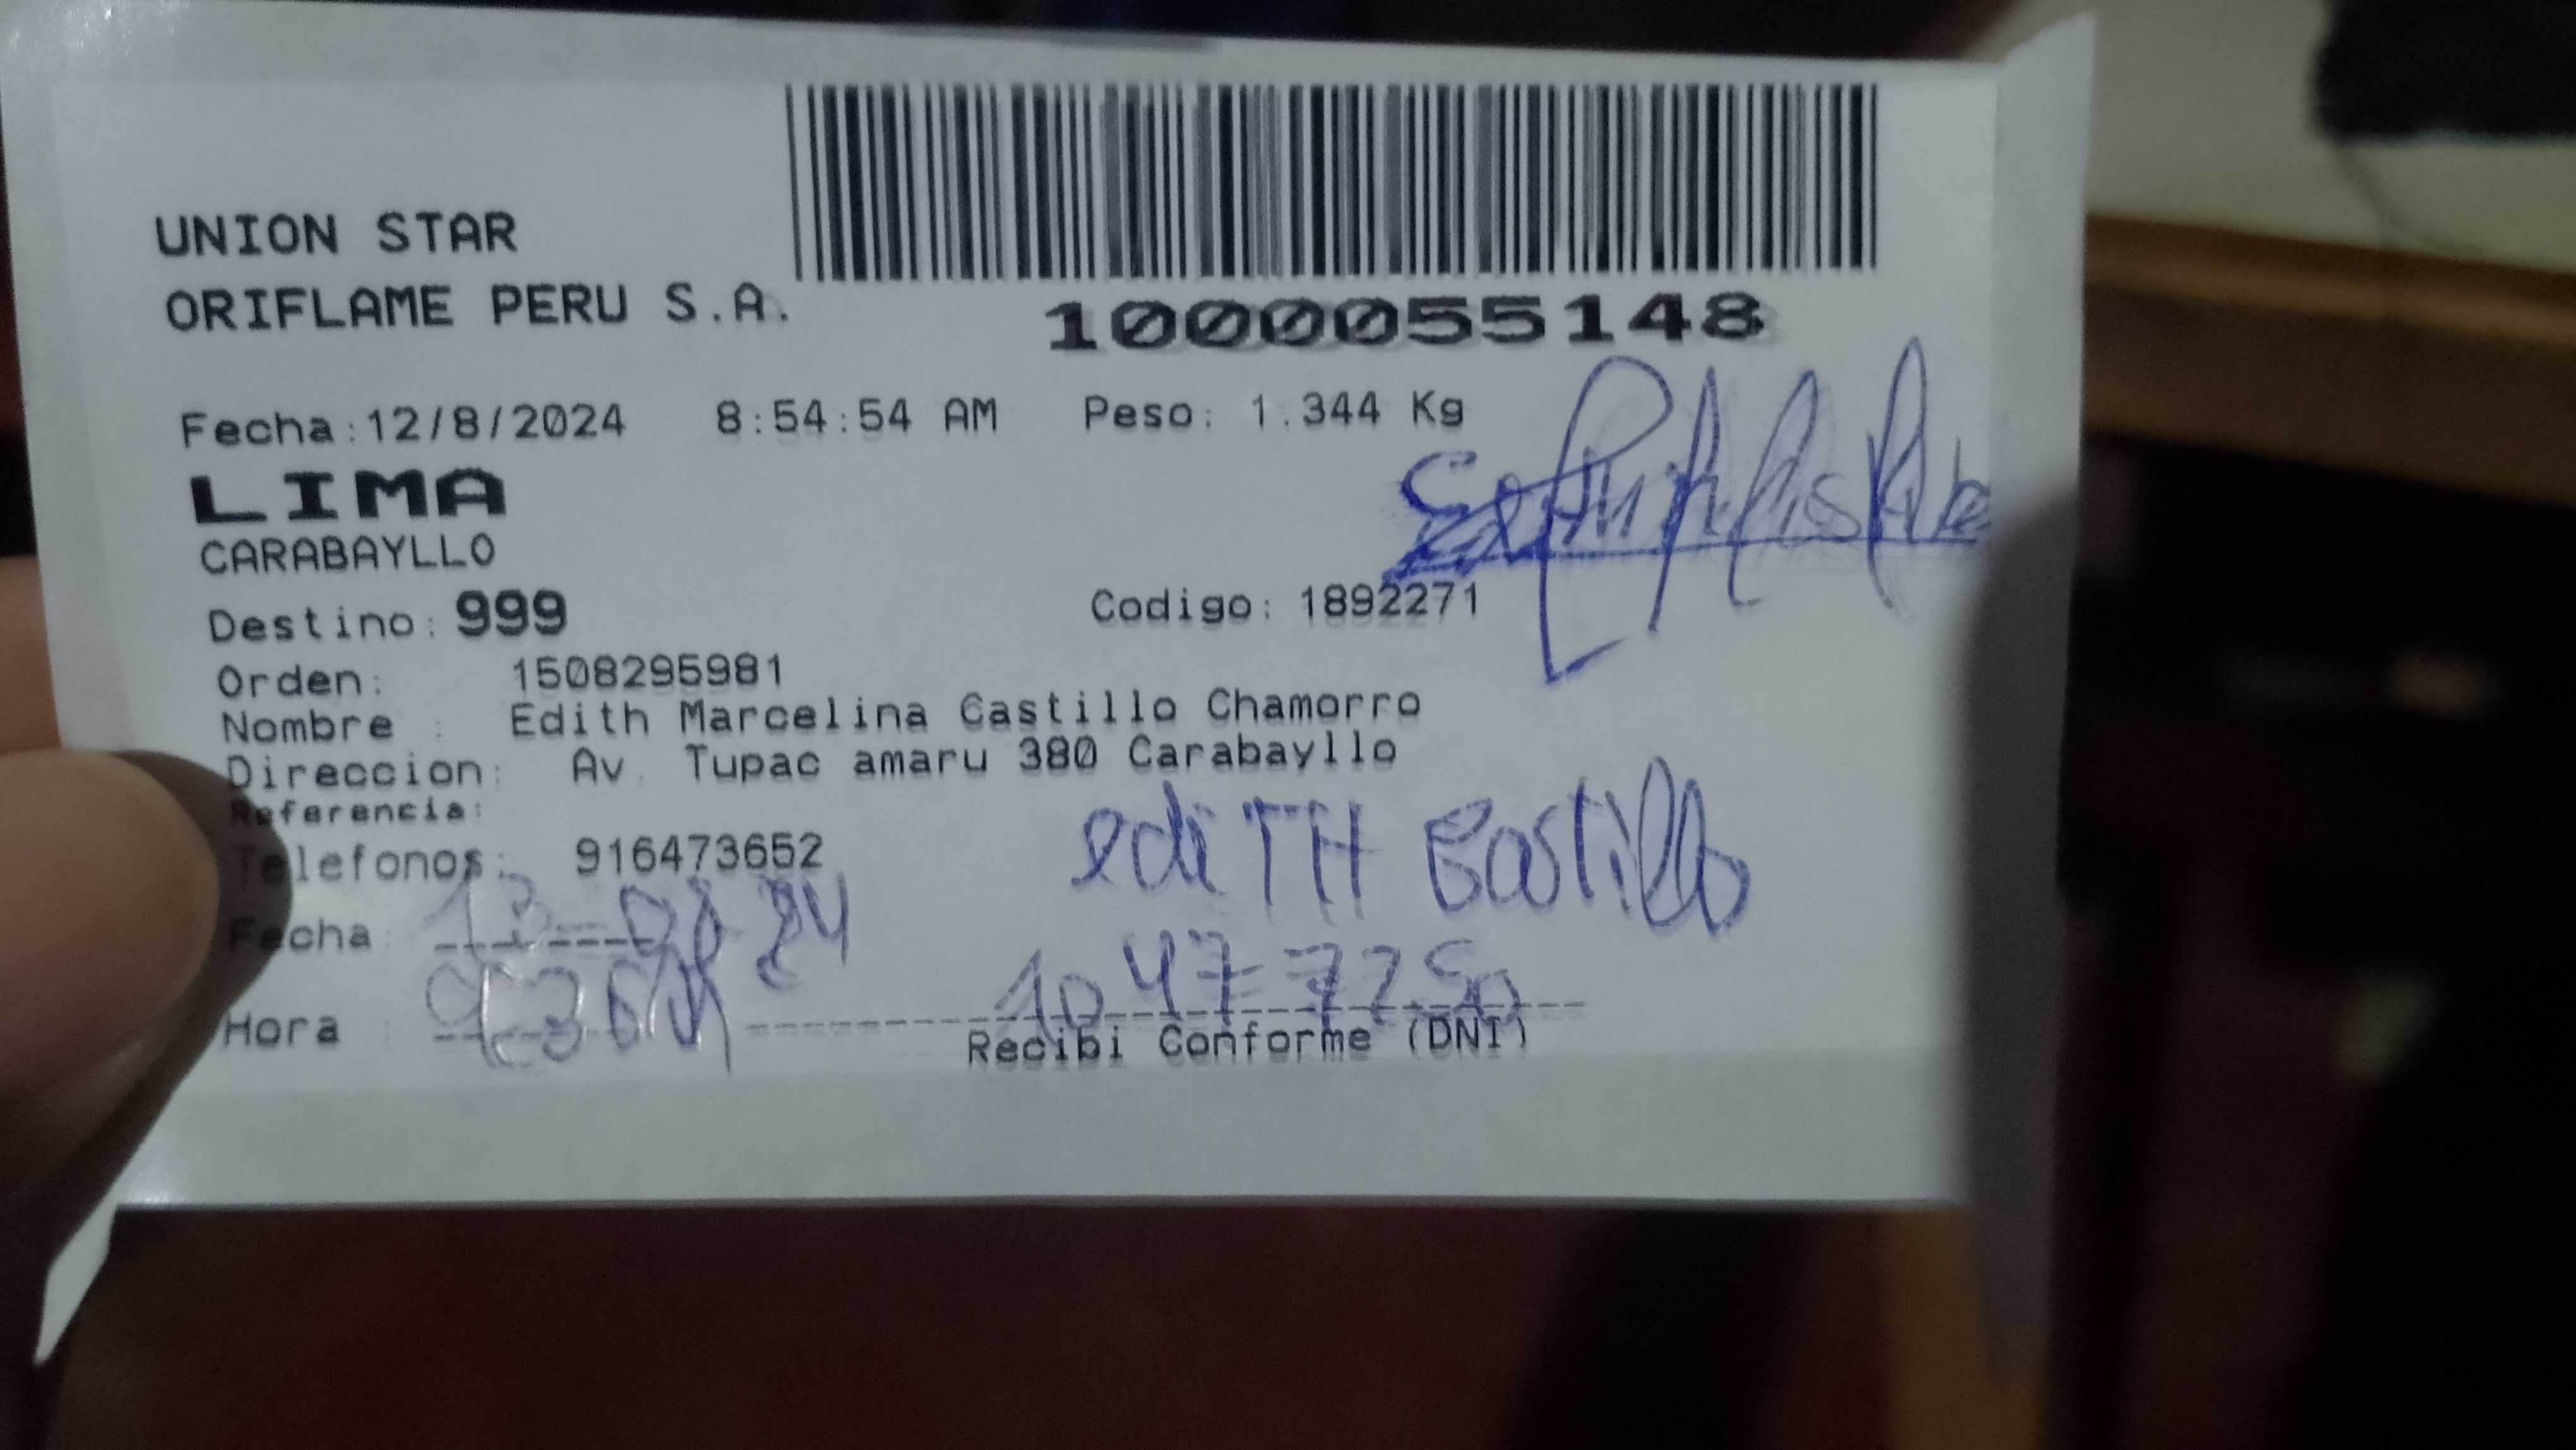 UNION STAR
ORIFLAME PERU S.A.
1000055148
Fecha:12/8/2024 8:54:54 AM Peso: 1.344 Kg
LIMA
CARABAYLLO
Destino: 999 Codigo: 1892271
Orden: 1508295981
Nombre : Edith Marcelina Castillo Chamorro
Direccion: Av. Tupac amaru 380 Carabayllo
Referencia:
Telefonos: 916473652
ediTH Castillo
Fecha :
Hora :
Recibi Conforme (DNI)